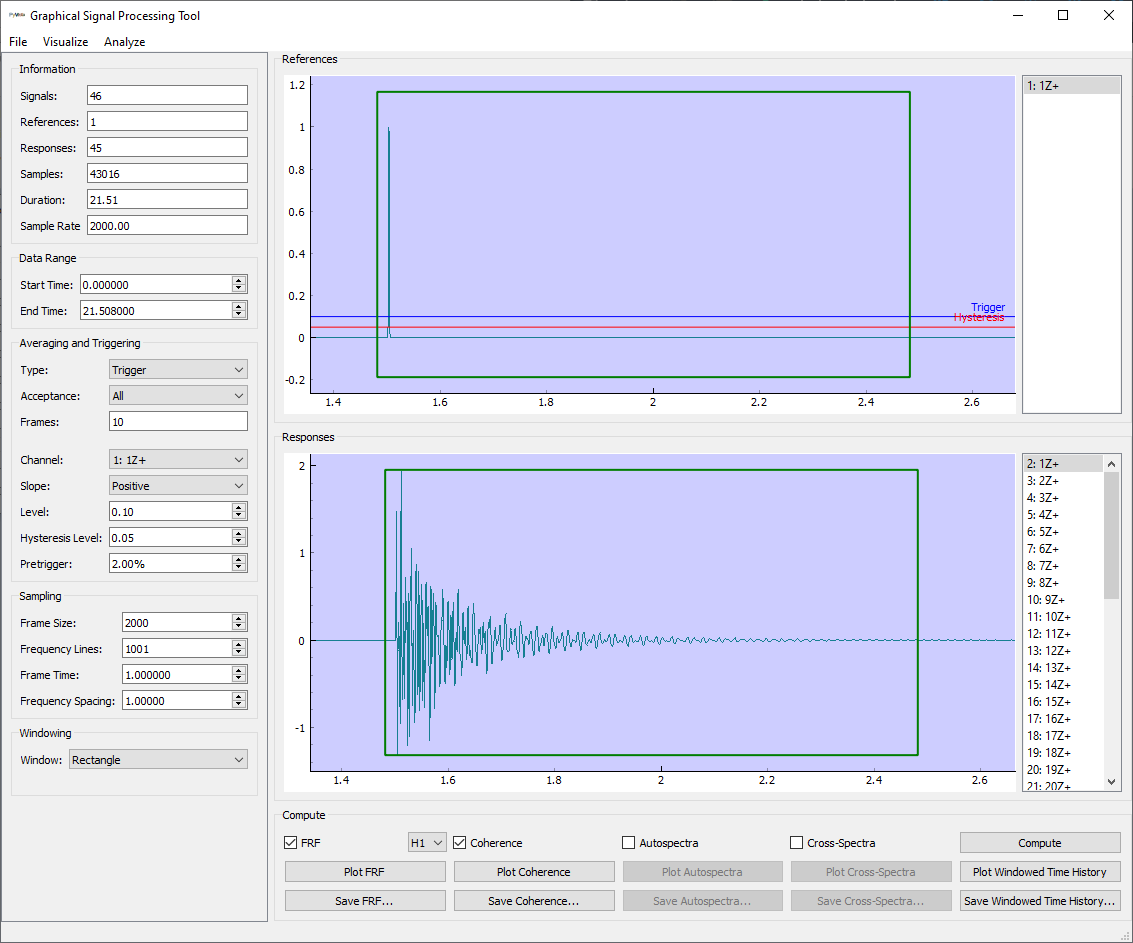 Graphical Signal Processing Tool
File Visualize Analyze
Information
Signals: 46
References: 1
Responses: 45
Samples: 43016
Duration: 21.51
Sample Rate 2000.00
Data Range
Start Time: 0.000000
End Time: 21.508000
Averaging and Triggering
Type: Trigger
Acceptance: All
Frames: 10
Channel: 1: 1Z+
Slope: Positive
Level: 0.10
Hysteresis Level: 0.05
Pretrigger: 2.00%
Sampling
Frame Size: 2000
Frequency Lines: 1001
Frame Time: 1.000000
Frequency Spacing: 1.00000
Windowing
Window: Rectangle
References
1.2
1
0.8
0.6
0.4
0.2
0
-0.2
Trigger
Hysteresis
1.4 1.6 1.8 2 2.2 2.4 2.6
1: 1Z+
Responses
2
1
0
-1
1.4 1.6 1.8 2 2.2 2.4 2.6
2: 1Z+
3: 2Z+
4: 3Z+
5: 4Z+
6: 5Z+
7: 6Z+
8: 7Z+
9: 8Z+
10: 9Z+
11: 10Z+
12: 11Z+
13: 12Z+
14: 13Z+
15: 14Z+
16: 15Z+
17: 16Z+
18: 17Z+
19: 18Z+
20: 19Z+
21: 20Z+
Compute
FRF H1 Coherence Autospectra Cross-Spectra Compute
Plot FRF Plot Coherence Plot Autospectra Plot Cross-Spectra Plot Windowed Time History
Save FRF... Save Coherence... Save Autospectra... Save Cross-Spectra... Save Windowed Time History...